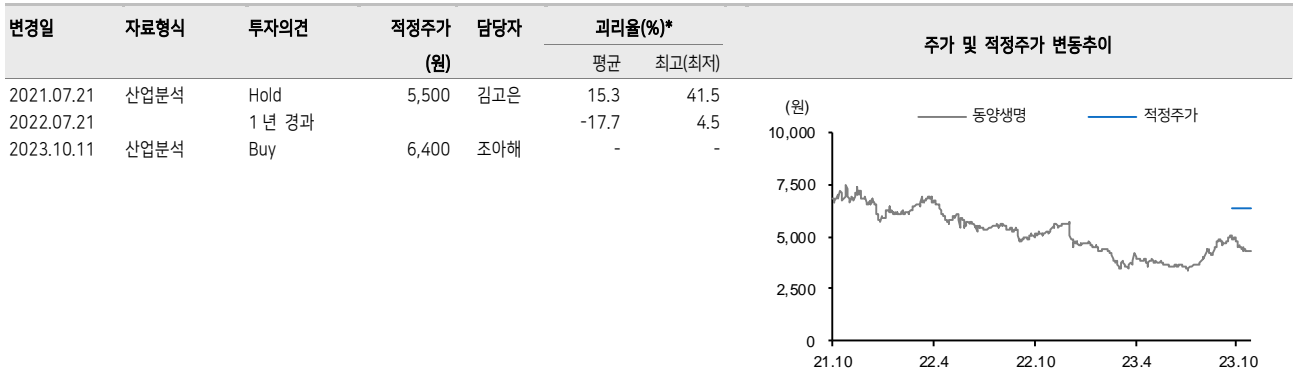 변경일 자료형식 투자의견 적정주가 담당자 괴리율(%)*
(원) 평균 최고(최저)
2021.07.21 산업분석 Hold 5,500 김고은 15.3 41.5
2022.07.21 1년 경과 -17.7 4.5
2023.10.11 산업분석 Buy 6,400 조아해 - -
주가 및 적정주가 변동추이
(원)
동양생명 적정주가
10,000
7,500
5,000
2,500
0
21.10 22.4 22.10 23.4 23.10